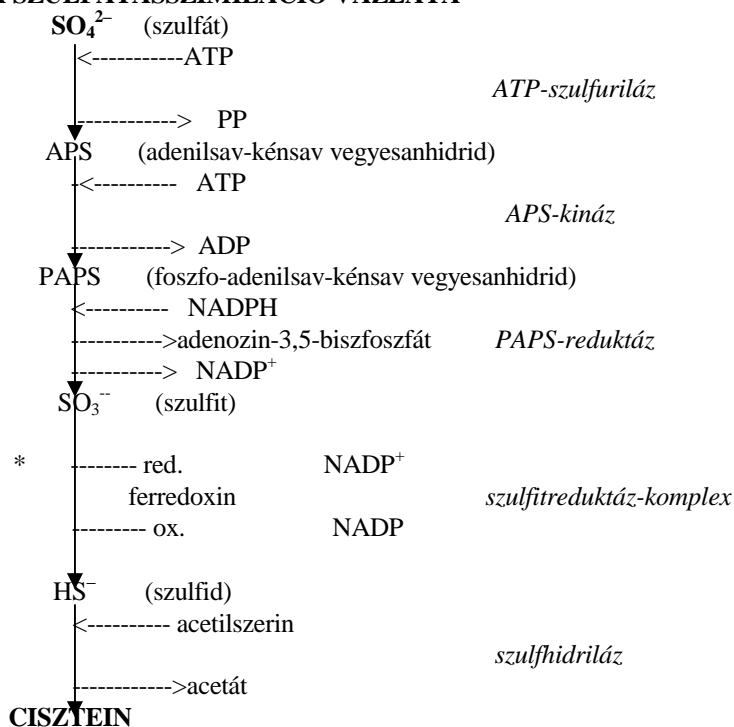 SZULFÁTASSZIMILÁCIÓ VÁZLATA
SO₄²⁻ (szulfát)
<-----------ATP
ATP-szulfuriláz
------------> PP
APS (adenilsav-kénsav vegyesanhidrid)
-<---------- ATP
APS-kináz
------------> ADP
PAPS (foszfo-adenilsav-kénsav vegyesanhidrid)
<---------- NADPH
------------>adenozin-3,5-biszfoszfát PAPS-reduktáz
------------> NADP⁺
SO₃⁻⁻ (szulfit)
* -------- red. NADP⁺
ferredoxin szulfitreduktáz-komplex
--------- ox. NADP
HS⁻ (szulfid)
<---------- acetilszerin
szulfhidriláz
------------>acetát
CISZTEIN